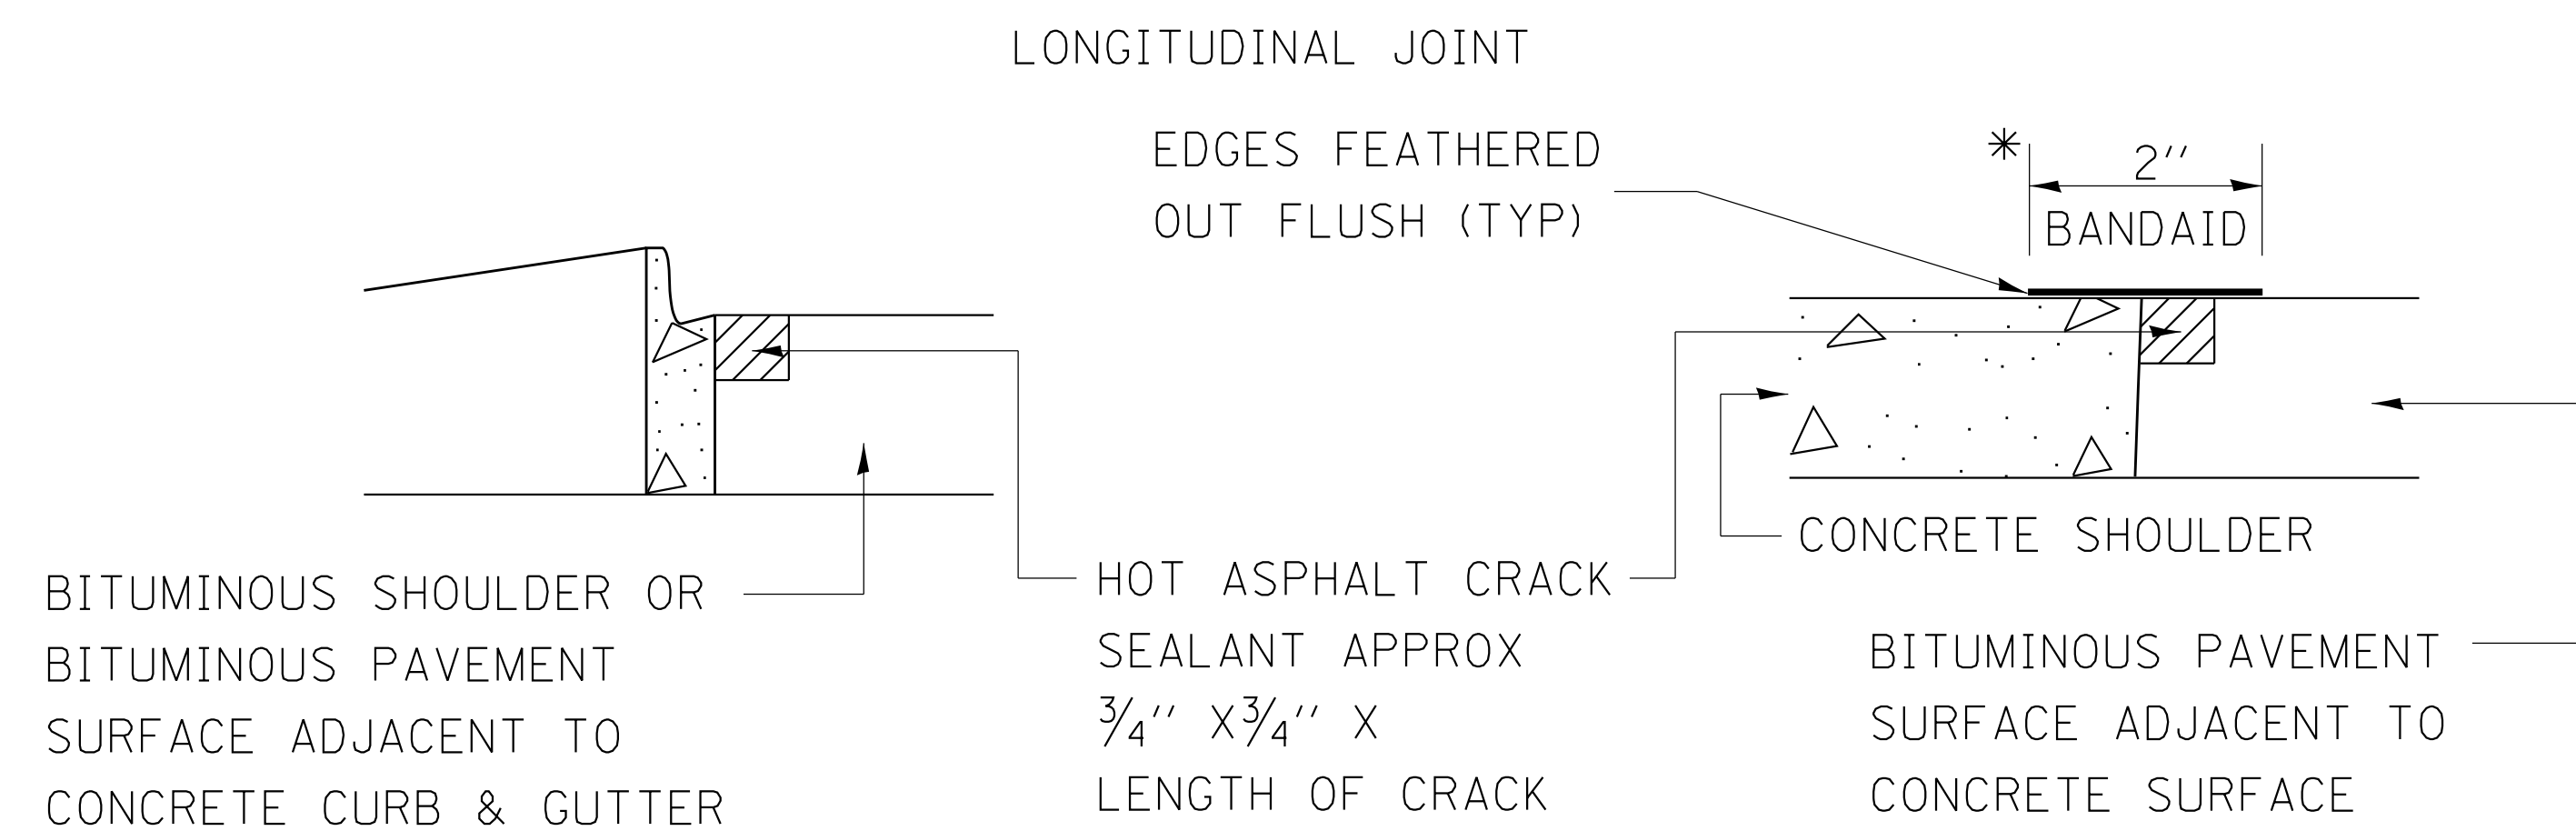 LONGITUDINAL JOINT
EDGES FEATHERED
OUT FLUSH (TYP)
*
2"
BANDAID
CONCRETE SHOULDER
BITUMINOUS SHOULDER OR
BITUMINOUS PAVEMENT
SURFACE ADJACENT TO
CONCRETE CURB & GUTTER
HOT ASPHALT CRACK
SEALANT APPROX
3/4" X3/4" X
LENGTH OF CRACK
BITUMINOUS PAVEMENT
SURFACE ADJACENT TO
CONCRETE SURFACE